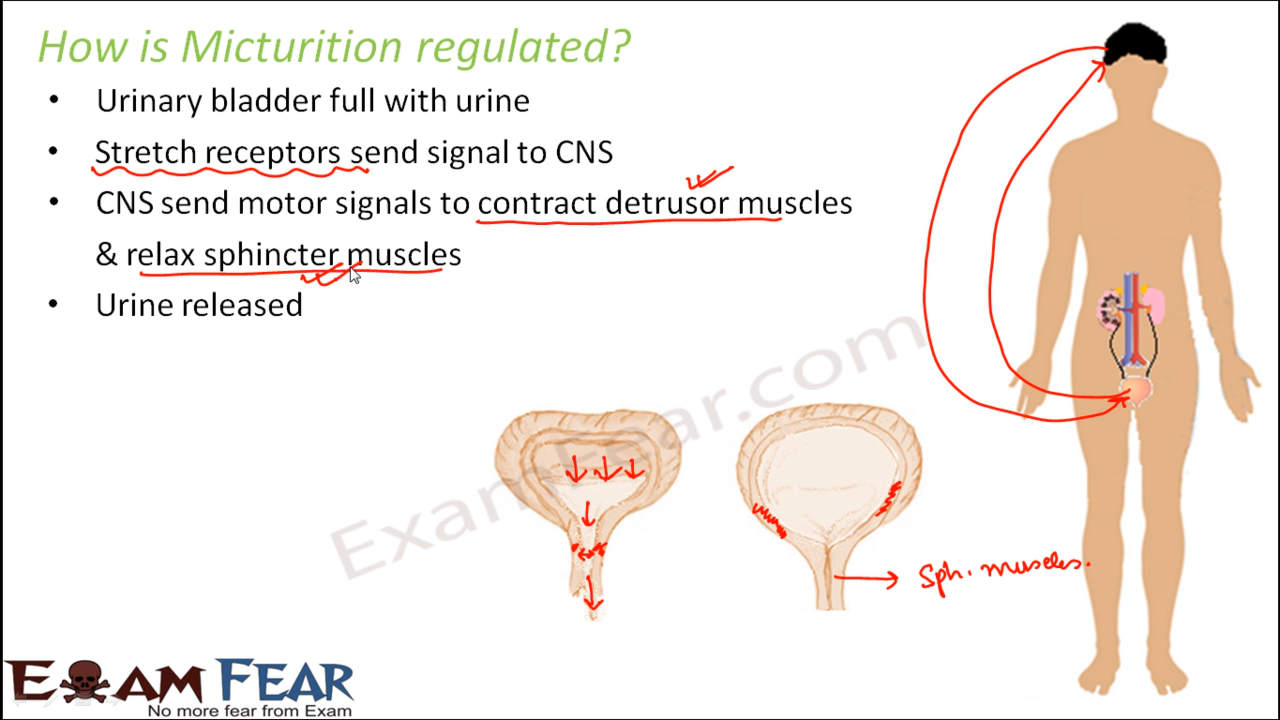 How is Micturition regulated?
• Urinary bladder full with urine
• Stretch receptors send signal to CNS
• CNS send motor signals to contract detrusor muscles
& relax sphincter muscles
• Urine released
ExamFear.com
Sph. muscles.
EXAM FEAR
No more fear from Exam